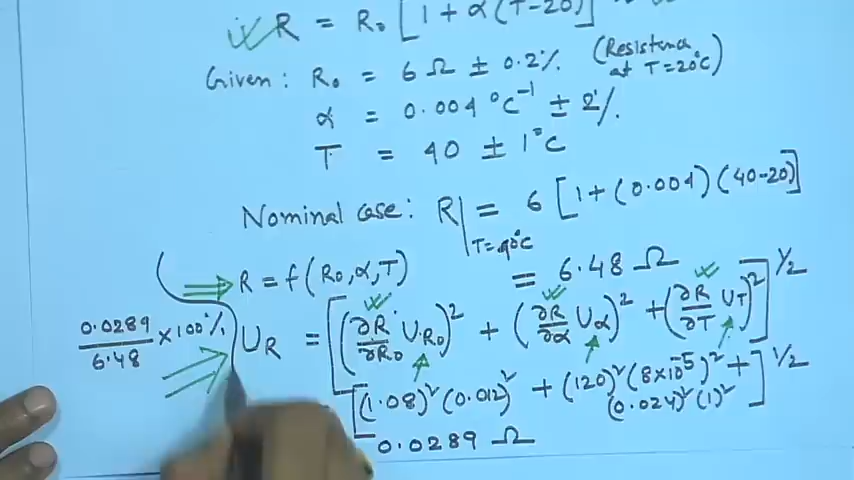 R = R₀ [1 + α(T-20)]
Given: R₀ = 6 Ω ± 0.2% (Resistance at T=20°C)
α = 0.004 °C⁻¹ ± 2%
T = 40 ± 1°C
Nominal case: R|T=40°C = 6 [1+(0.004)(40-20)]
= 6.48 Ω
R = f(R₀,α,T)
U_R = [(∂R/∂R₀ U_R₀)² + (∂R/∂α U_α)² + (∂R/∂T U_T)²]^1/2
[(1.08)²(0.012)² + (120)²(8×10⁻⁵)² + (0.024)²(1)²]^1/2
0.0289 Ω
0.0289/6.48 × 100%